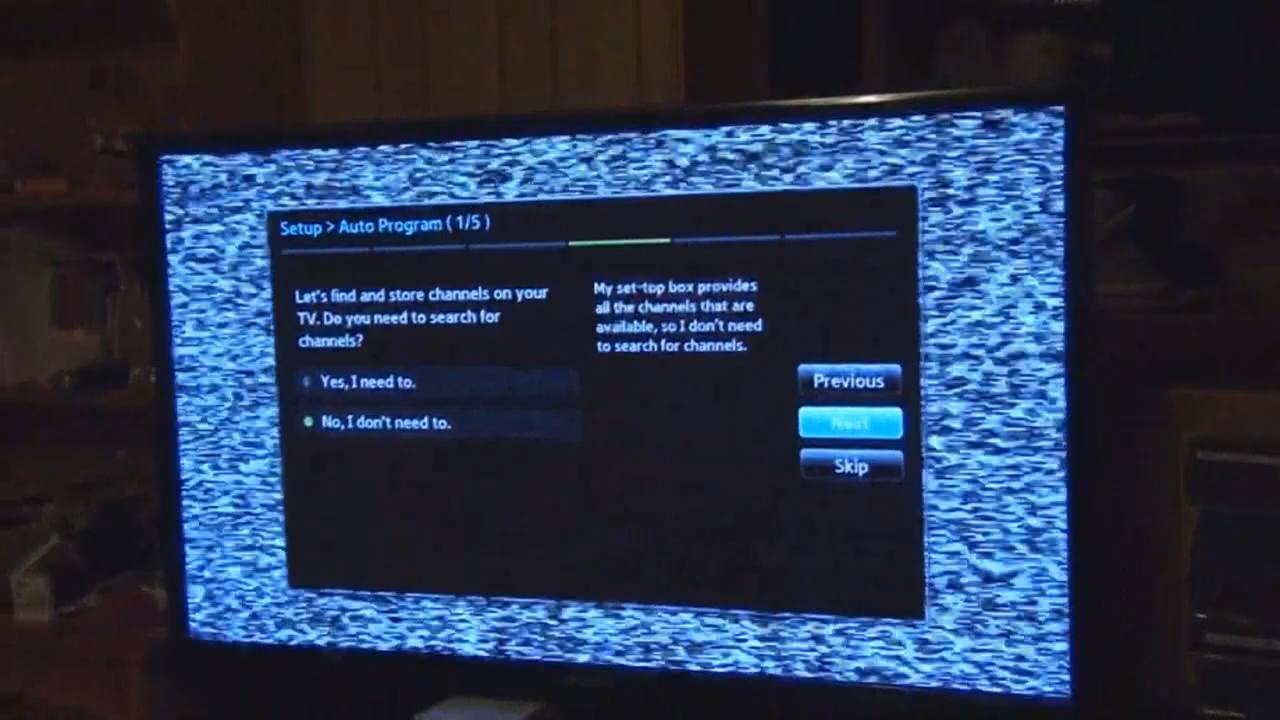 Setup > Auto Program ( 1/5 )
Let's find and store channels on your
TV. Do you need to search for
channels?
Yes, I need to.
No, I don't need to.
My set-top box provides
all the channels that are
available, so I don't need
to search for channels.
Previous
Next
Skip